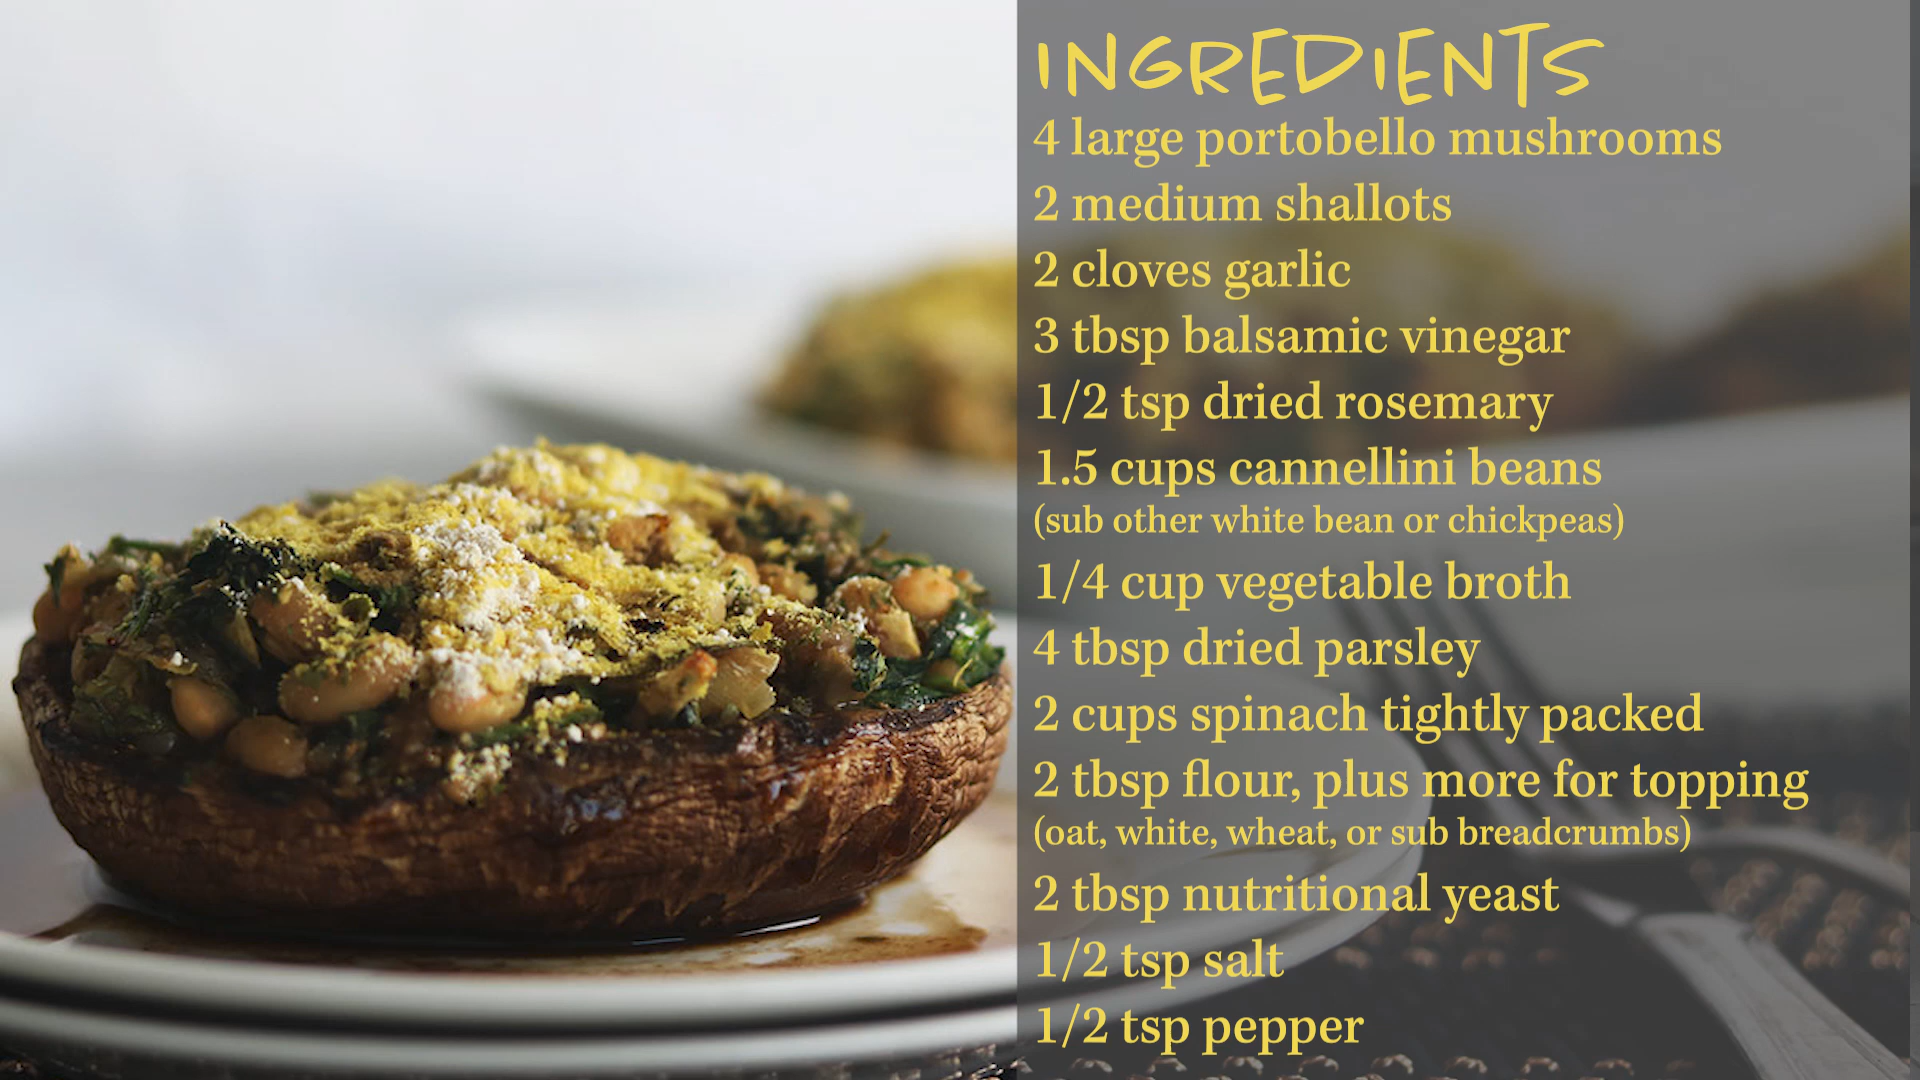 INGREDIENTS
4 large portobello mushrooms
2 medium shallots
2 cloves garlic
3 tbsp balsamic vinegar
1/2 tsp dried rosemary
1.5 cups cannellini beans
(sub other white bean or chickpeas)
1/4 cup vegetable broth
4 tbsp dried parsley
2 cups spinach tightly packed
2 tbsp flour, plus more for topping
(oat, white, wheat, or sub breadcrumbs)
2 tbsp nutritional yeast
1/2 tsp salt
1/2 tsp pepper